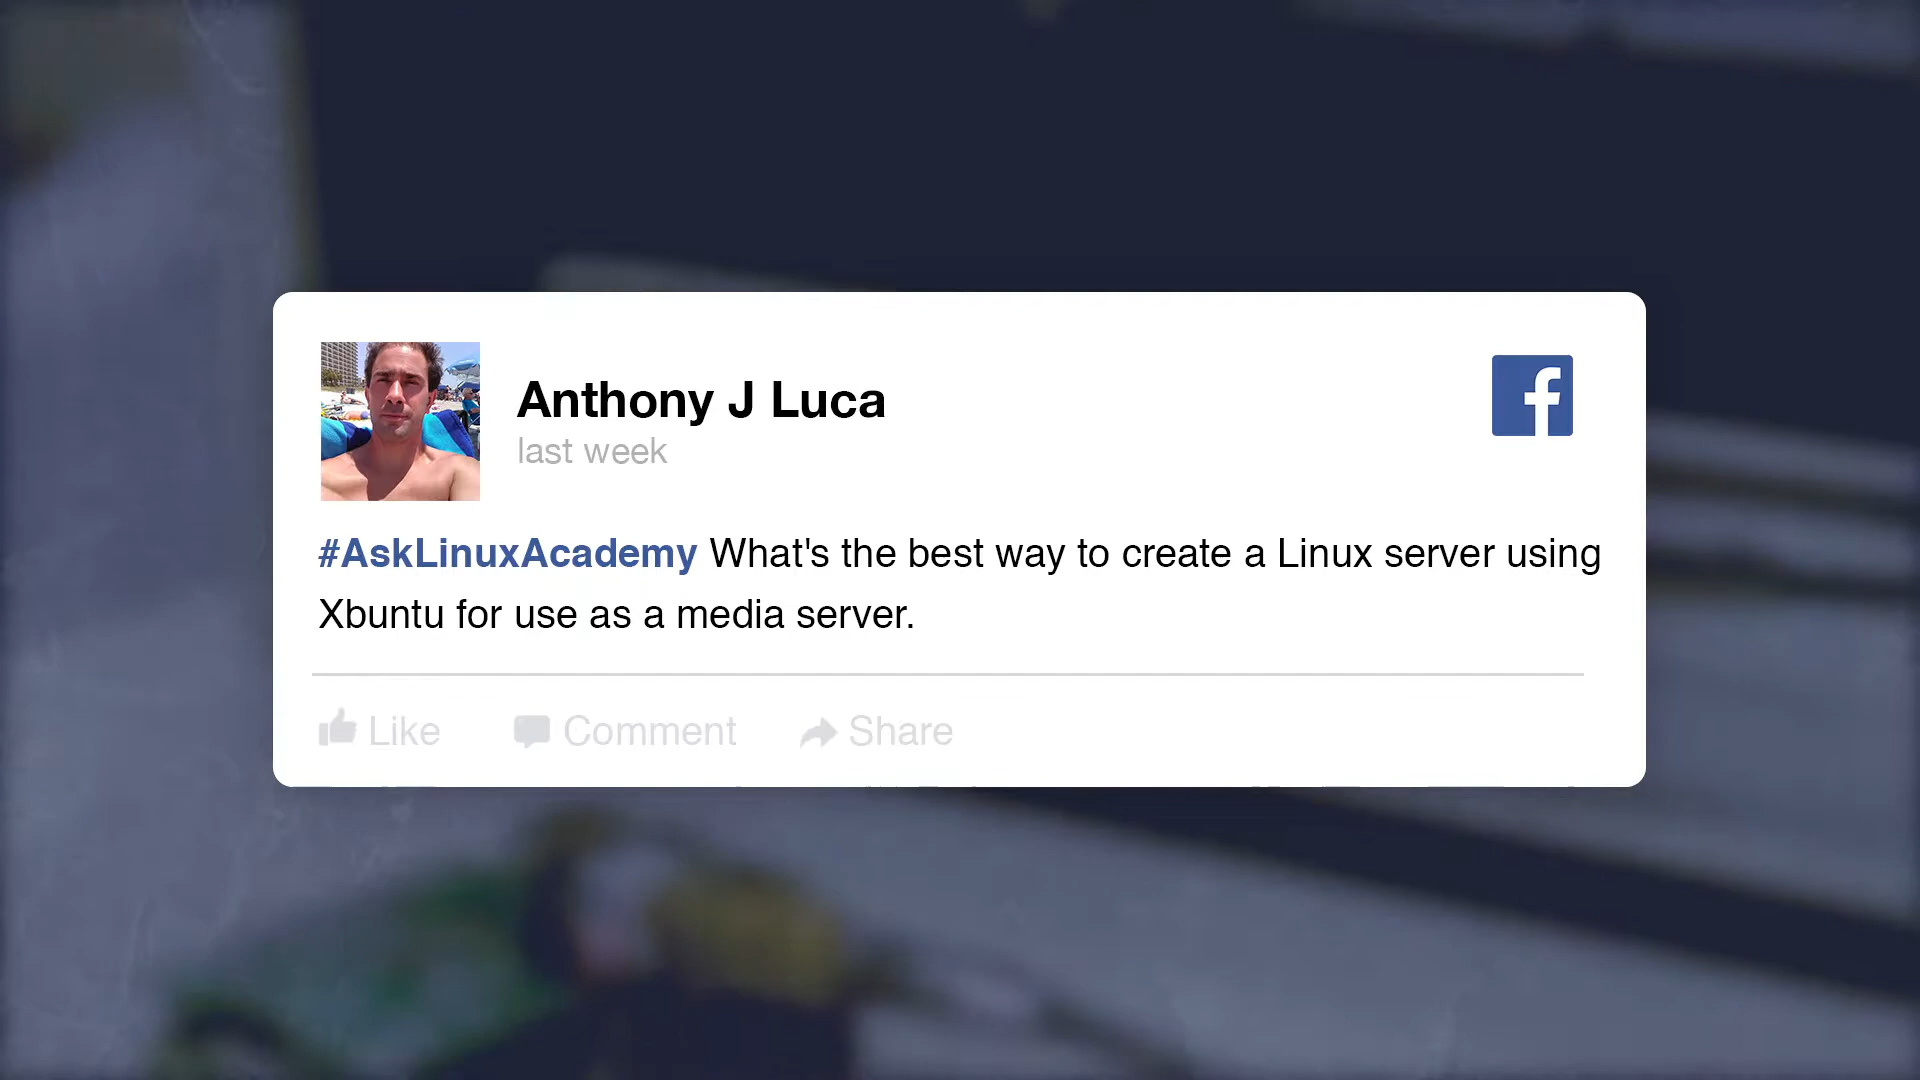 Anthony J Luca
last week
#AskLinuxAcademy What's the best way to create a Linux server using
Xbuntu for use as a media server.
Like Comment Share